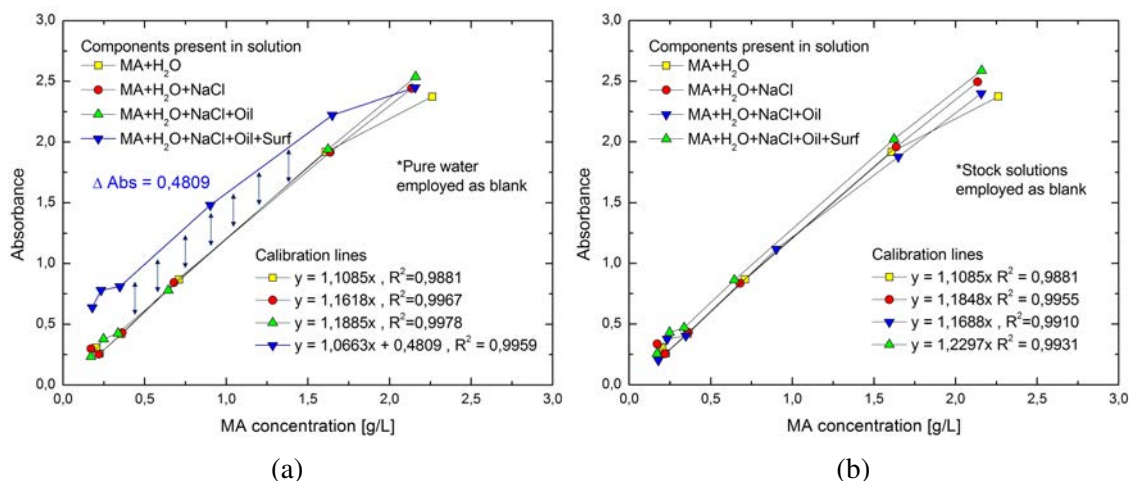 3,0
2,5
2,0
1,5
1,0
0,5
0,0
Absorbance
Components present in solution
MA+H₂O
MA+H₂O+NaCl
MA+H₂O+NaCl+Oil
MA+H₂O+NaCl+Oil+Surf
Δ Abs = 0,4809
*Pure water
employed as blank
Calibration lines
y = 1,1085x , R²=0,9881
y = 1,1618x , R²=0,9967
y = 1,1885x , R²=0,9978
y = 1,0663x + 0,4809 , R² = 0,9959
0,0 0,5 1,0 1,5 2,0 2,5 3,0
MA concentration [g/L]
(a)
3,0
2,5
2,0
1,5
1,0
0,5
0,0
Absorbance
Components present in solution
MA+H₂O
MA+H₂O+NaCl
MA+H₂O+NaCl+Oil
MA+H₂O+NaCl+Oil+Surf
*Stock solutions
employed as blank
Calibration lines
y = 1,1085x R² = 0,9881
y = 1,1848x R² = 0,9955
y = 1,1688x R² = 0,9910
y = 1,2297x R² = 0,9931
0,0 0,5 1,0 1,5 2,0 2,5 3,0
MA concentration [g/L]
(b)